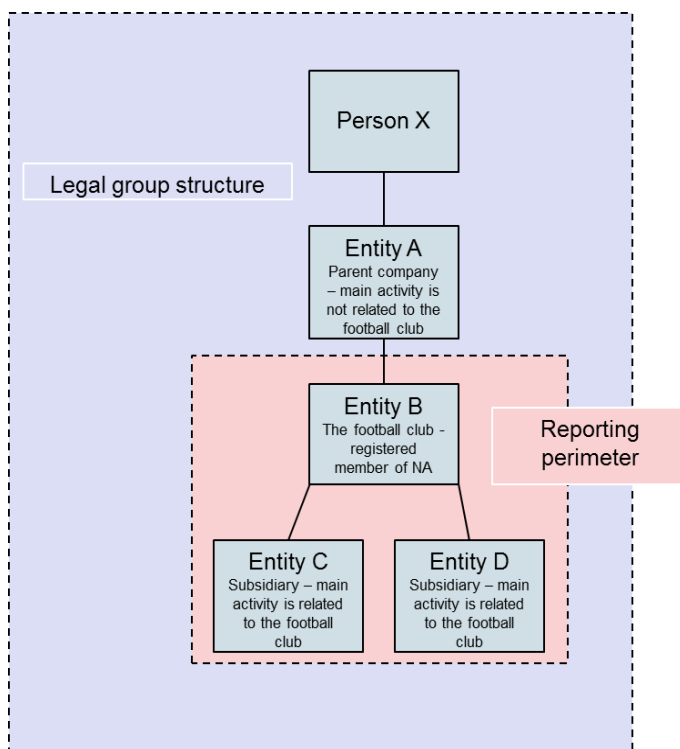 Person X
Legal group structure
Entity A
Parent company
– main activity is
not related to the
football club
Entity B
The football club -
registered
member of NA
Reporting
perimeter
Entity C
Subsidiary – main
activity is related
to the football
club
Entity D
Subsidiary – main
activity is related to
the football
club